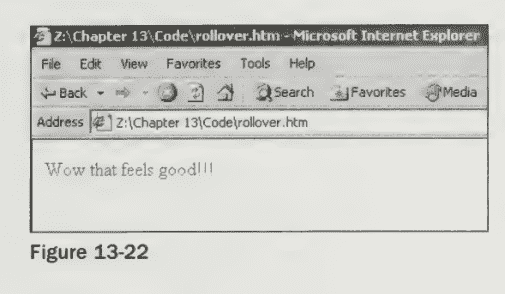 Z:\Chapter 13\Code\rollover.htm - Microsoft Internet Explorer
File Edit View Favorites Tools Help
Back Search Favorites Media
Address Z:\Chapter 13\Code\rollover.htm
Wow that feels good!!!
Figure 13-22